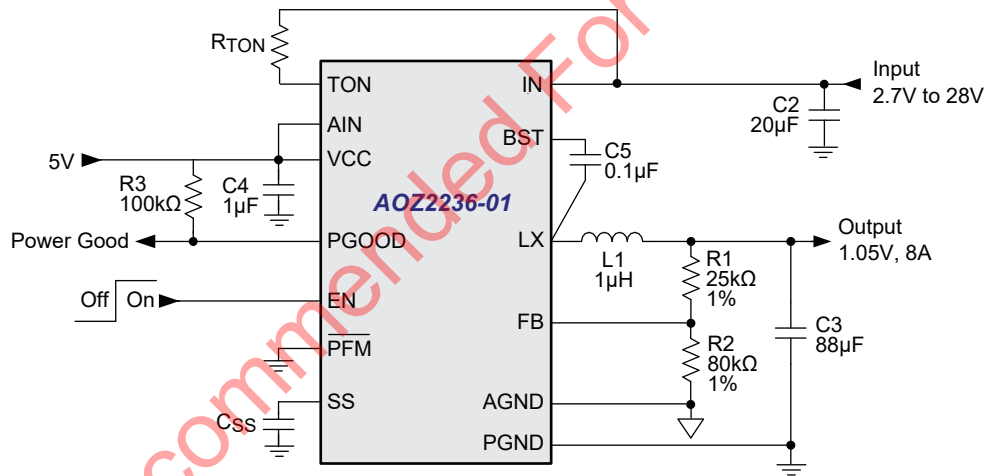 RTON
TON
AIN
VCC
5V
R3
100kΩ
C4
1µF
AOZ2236-01
Power Good
PGOOD
Off
On
EN
PFM
SS
CSS
IN
BST
C5
0.1µF
LX
L1
1µH
FB
AGND
PGND
Input
2.7V to 28V
C2
20µF
Output
1.05V, 8A
R1
25kΩ
1%
R2
80kΩ
1%
C3
88µF
commended For